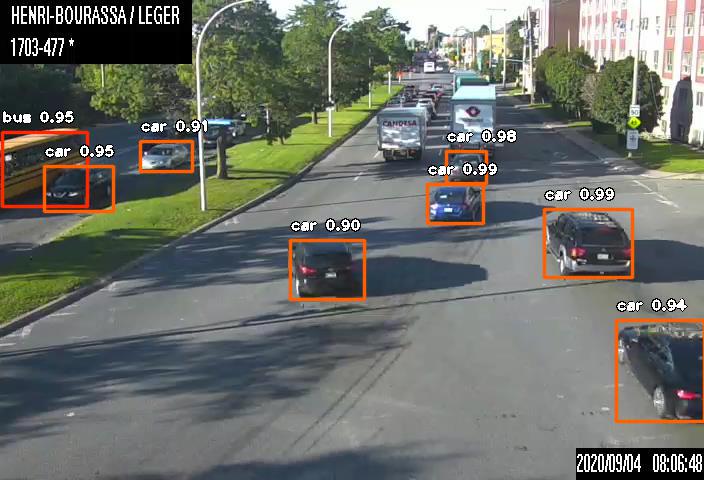 HENRI-BOURASSA / LEGER
1703-477 *
bus 0.95
car 0.95
car 0.91
CANDESA
car 0.98
car 0.99
car 0.99
car 0.90
car 0.94
2020/09/04 08:06:48